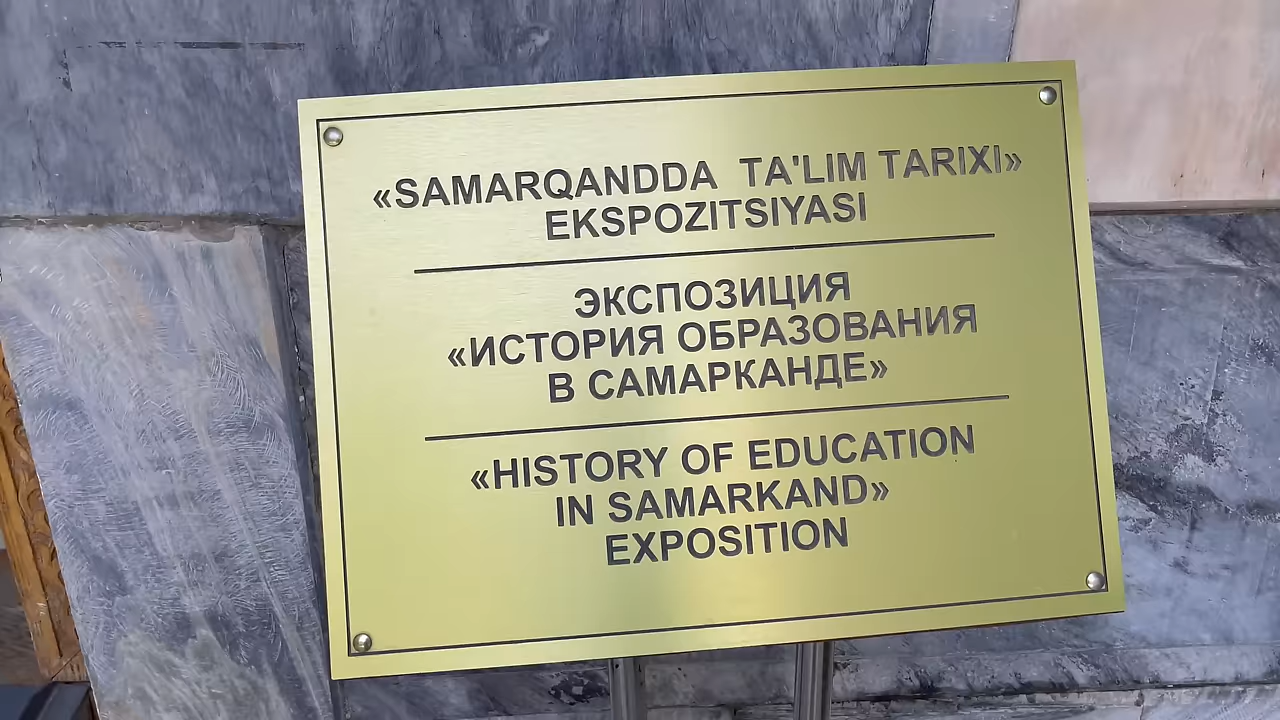 «SAMARQANDDA TA'LIM TARIXI»
EKSPOZITSIYASI
ЭКСПОЗИЦИЯ
«ИСТОРИЯ ОБРАЗОВАНИЯ
В САМАРКАНДЕ»
«HISTORY OF EDUCATION
IN SAMARKAND»
EXPOSITION